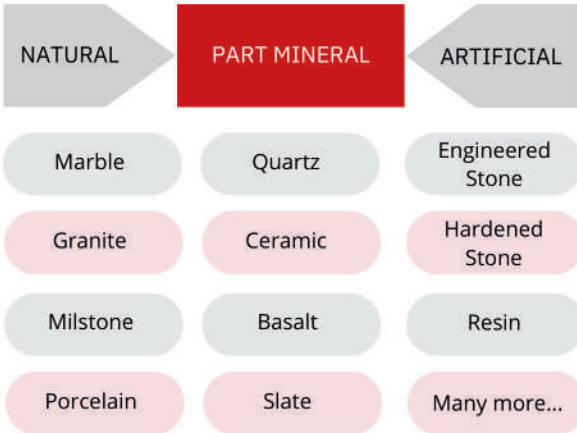 NATURAL
PART MINERAL
ARTIFICIAL
Marble
Quartz
Engineered
Stone
Granite
Ceramic
Hardened
Stone
Milstone
Basalt
Resin
Porcelain
Slate
Many more...